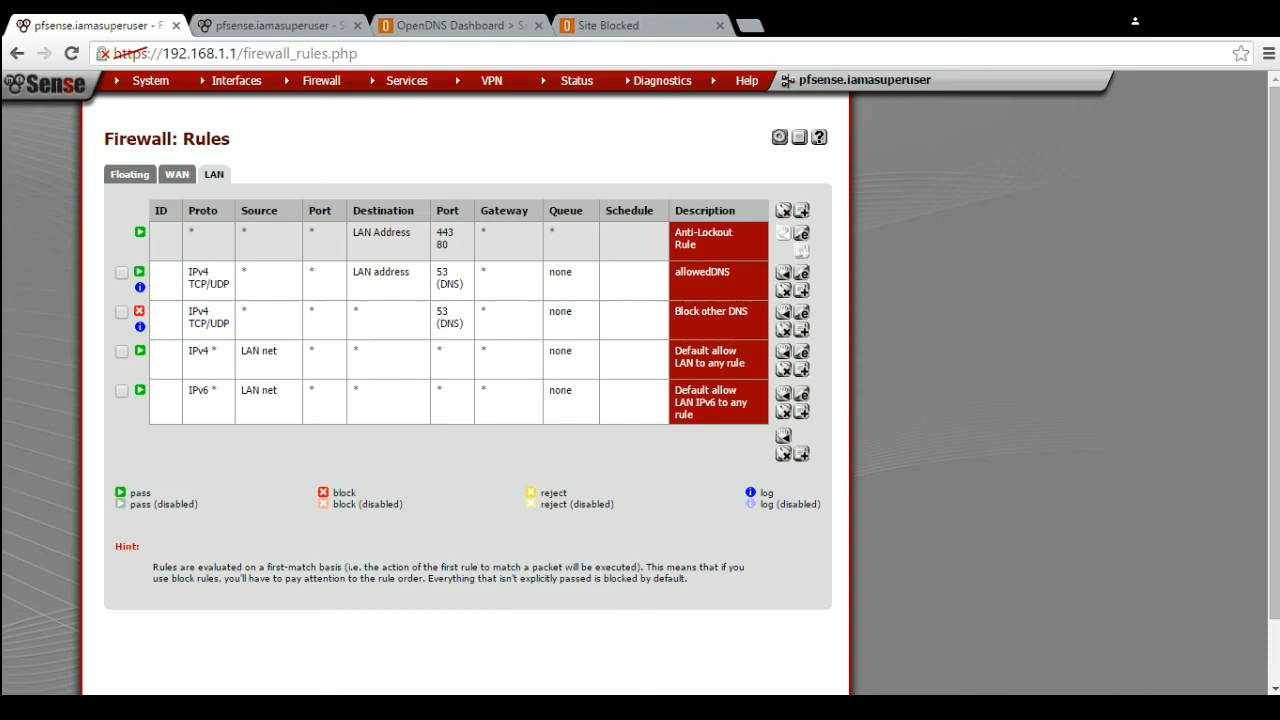 pfsense.iamasuperuser - F
pfsense.iamasuperuser - S
OpenDNS Dashboard > Se
Site Blocked
https://192.168.1.1/firewall_rules.php
Sense
System
Interfaces
Firewall
Services
VPN
Status
Diagnostics
Help
pfsense.iamasuperuser
Firewall: Rules
Floating
WAN
LAN
ID Proto Source Port Destination Port Gateway Queue Schedule Description
* * * LAN Address 443 * * Anti-Lockout
80 Rule
IPv4 * * LAN address 53 * none allowedDNS
TCP/UDP (DNS)
IPv4 * * * 53 * none Block other DNS
TCP/UDP (DNS)
IPv4 * LAN net * * * * none Default allow
LAN to any rule
IPv6 * LAN net * * * * none Default allow
LAN IPv6 to any
rule
pass block reject log
pass (disabled) block (disabled) reject (disabled) log (disabled)
Hint:
Rules are evaluated on a first-match basis (i.e. the action of the first rule to match a packet will be executed). This means that if you
use block rules, you'll have to pay attention to the rule order. Everything that isn't explicitly passed is blocked by default.